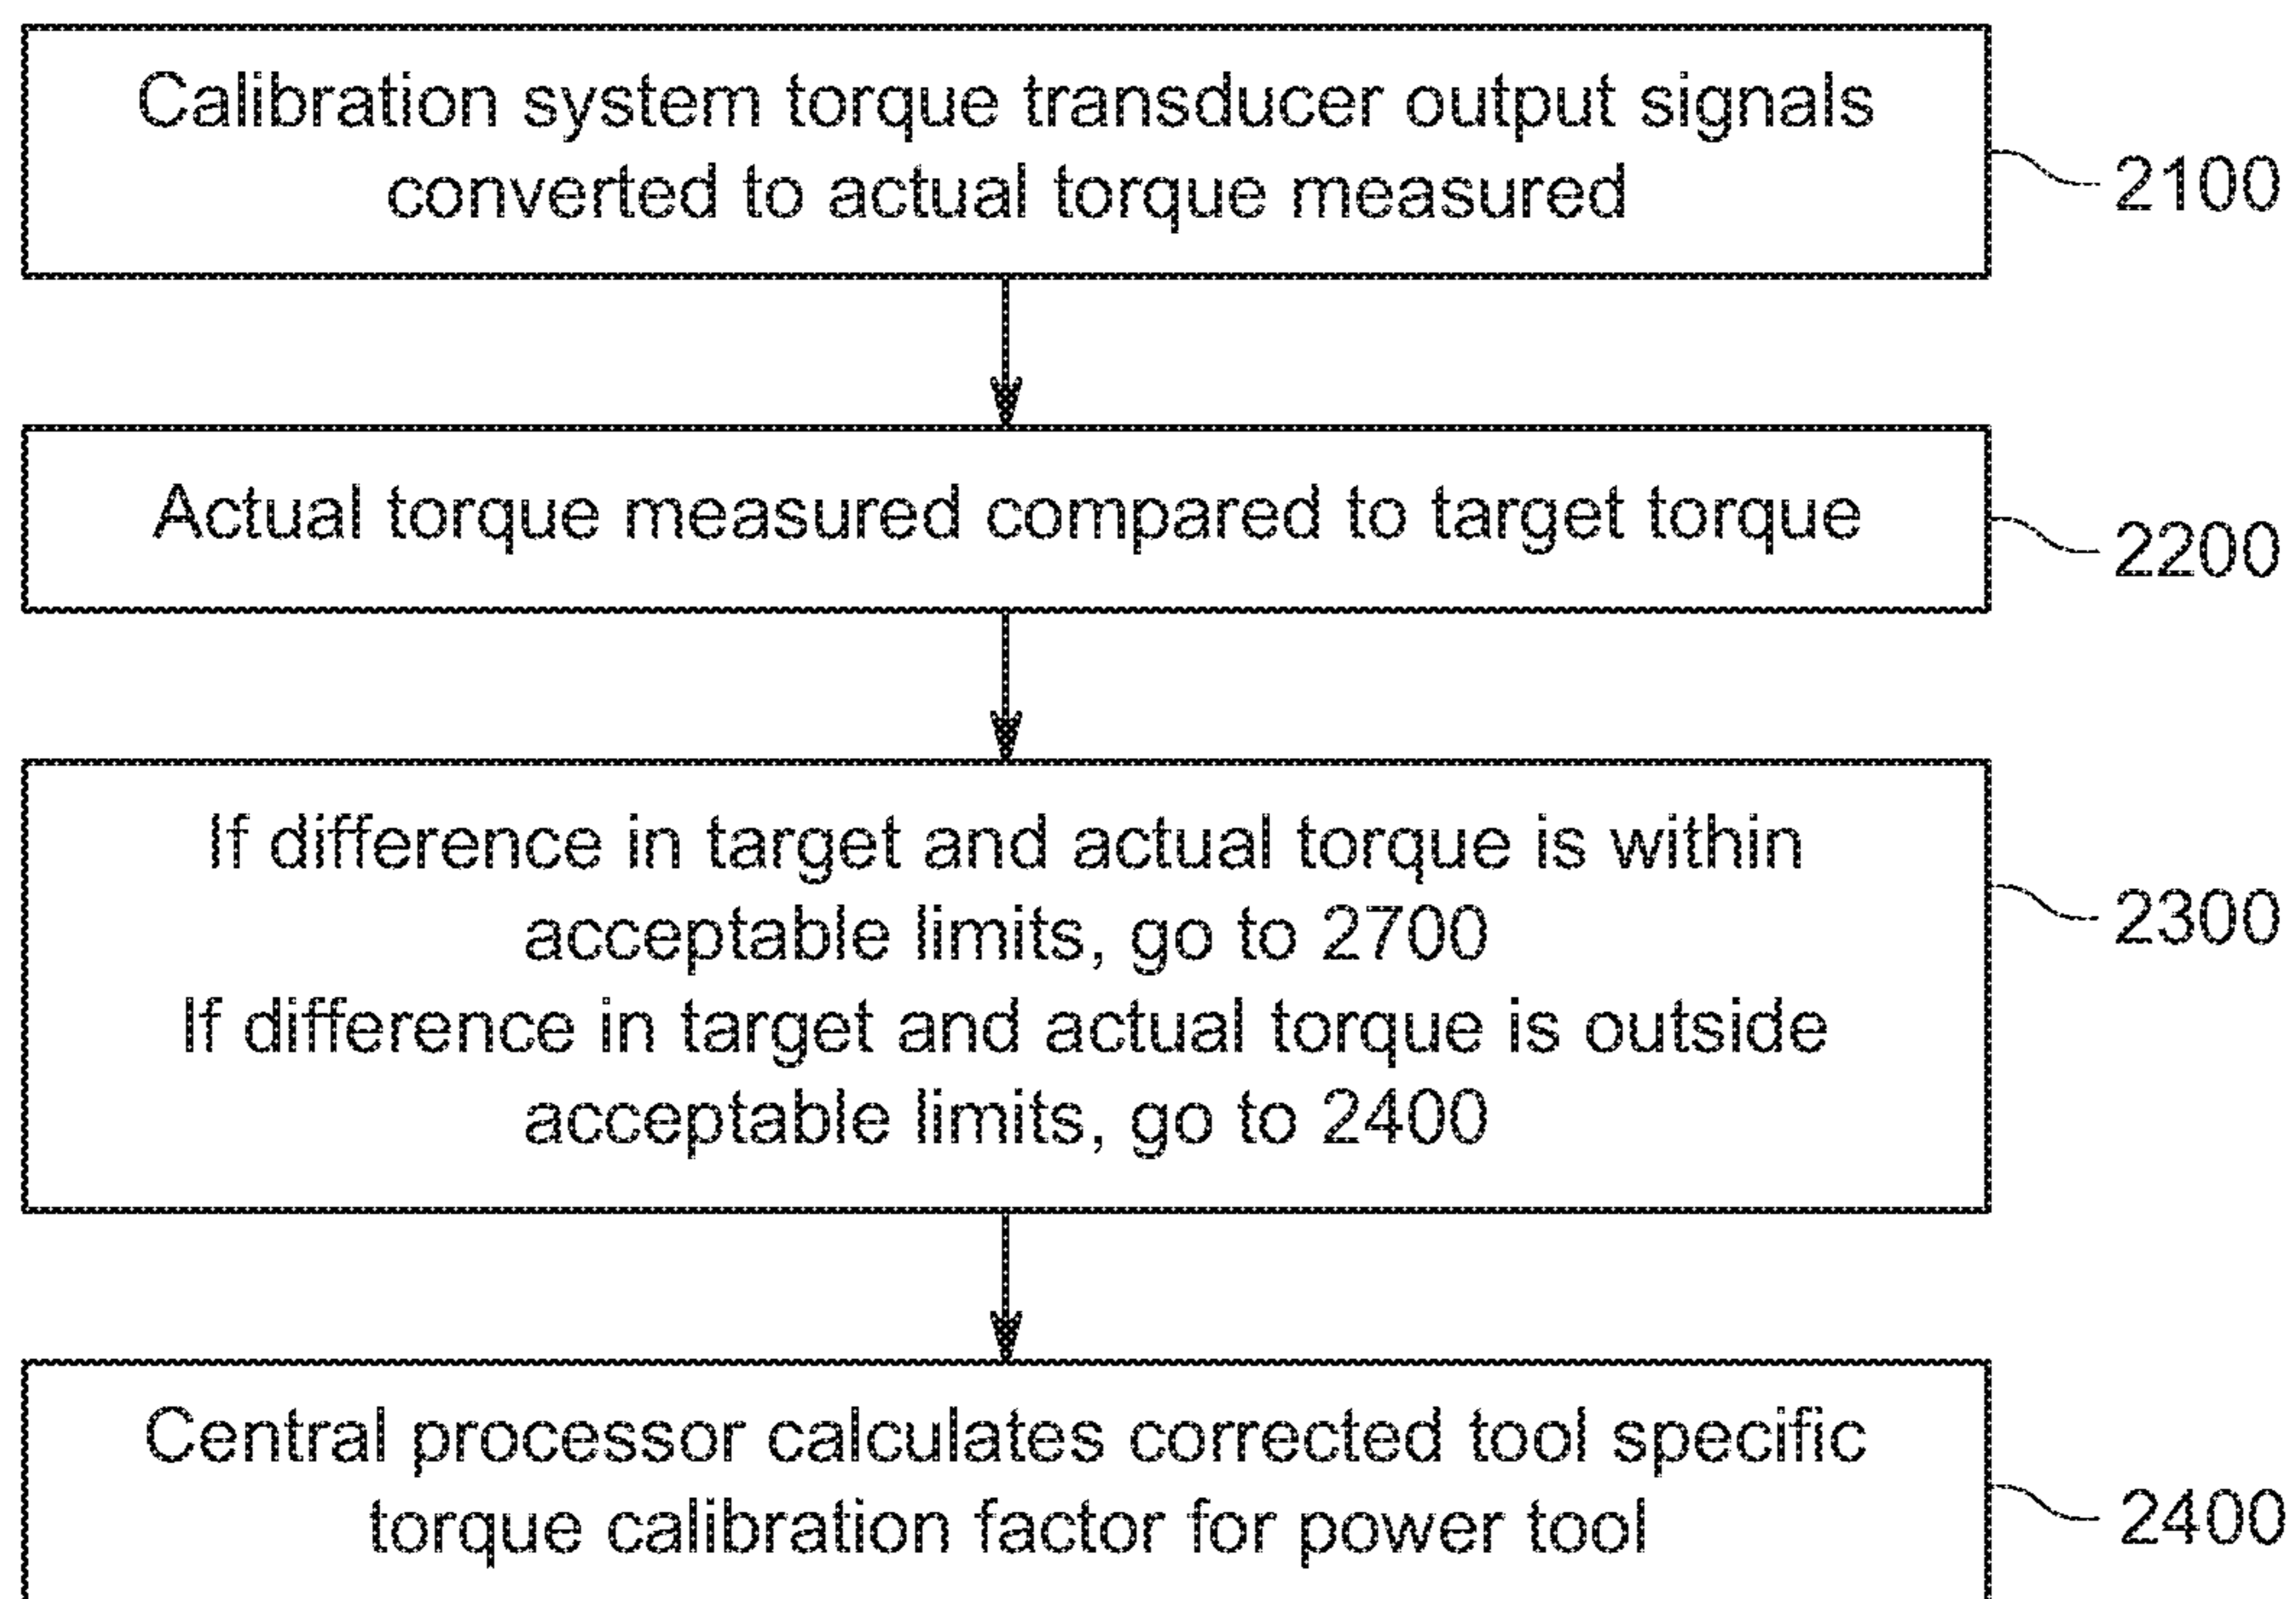 Calibration system torque transducer output signals
converted to actual torque measured
2100
Actual torque measured compared to target torque
2200
If difference in target and actual torque is within
acceptable limits, go to 2700
If difference in target and actual torque is outside
acceptable limits, go to 2400
2300
Central processor calculates corrected tool specific
torque calibration factor for power tool
2400